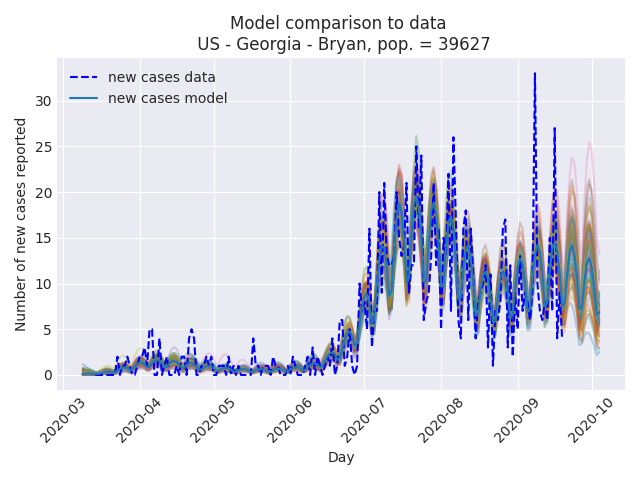 Model comparison to data
US - Georgia - Bryan, pop. = 39627
new cases data
new cases model
Number of new cases reported
30
25
20
15
10
5
0
2020-03
2020-04
2020-05
2020-06
2020-07
2020-08
2020-09
2020-10
Day